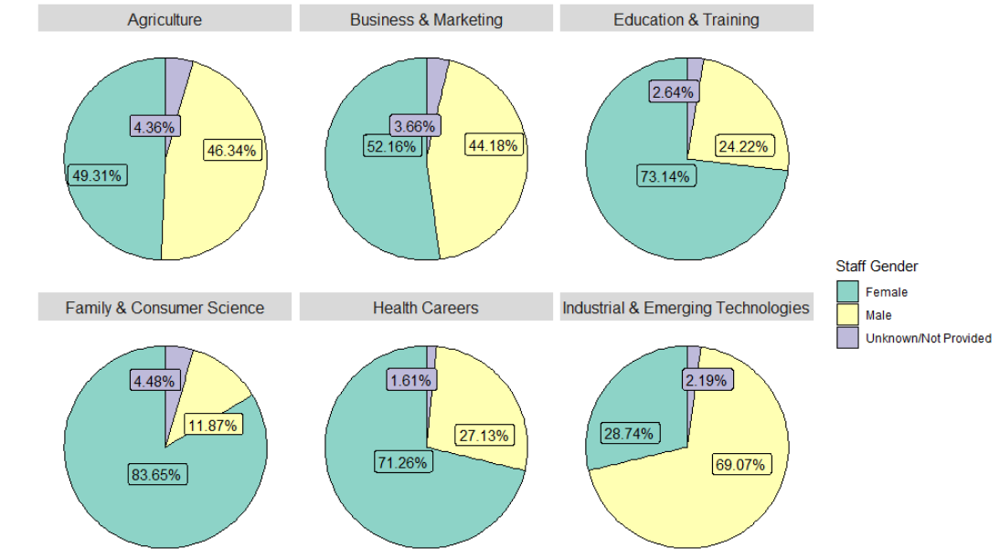 Agriculture
Business & Marketing
Education & Training
4.36%
46.34%
49.31%
3.66%
52.16%
44.18%
2.64%
24.22%
73.14%
Staff Gender
Female
Male
Unknown/Not Provided
Family & Consumer Science
Health Careers
Industrial & Emerging Technologies
4.48%
11.87%
83.65%
1.61%
27.13%
71.26%
2.19%
28.74%
69.07%